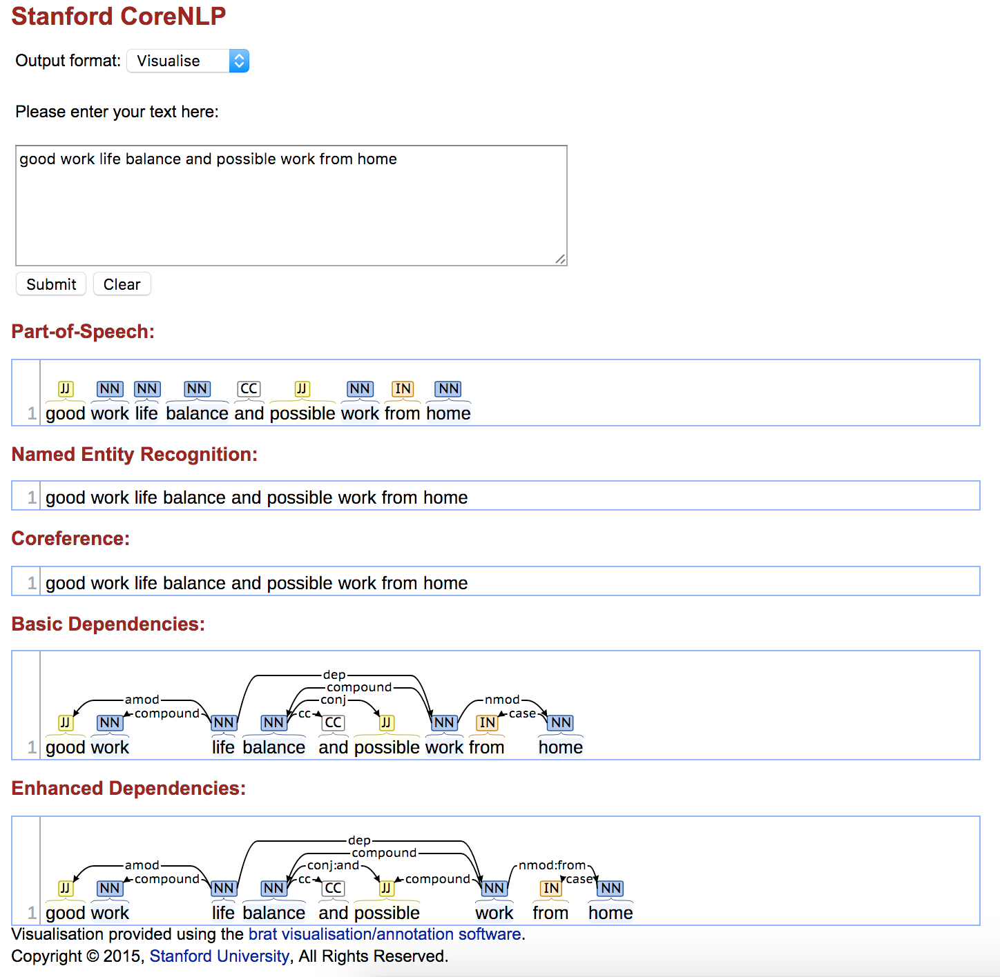 Stanford CoreNLP
Output format: Visualise
Please enter your text here:
good work life balance and possible work from home
Submit Clear
Part-of-Speech:
JJ NN NN NN CC JJ NN IN NN
1 good work life balance and possible work from home
Named Entity Recognition:
1 good work life balance and possible work from home
Coreference:
1 good work life balance and possible work from home
Basic Dependencies:
dep
compound
amod conj nmod
compound cc case
JJ NN NN NN CC JJ NN IN NN
1 good work life balance and possible work from home
Enhanced Dependencies:
dep
compound
amod conj:and nmod:from
compound cc compound case
JJ NN NN NN CC JJ NN IN NN
1 good work life balance and possible work from home
Visualisation provided using the brat visualisation/annotation software.
Copyright © 2015, Stanford University, All Rights Reserved.